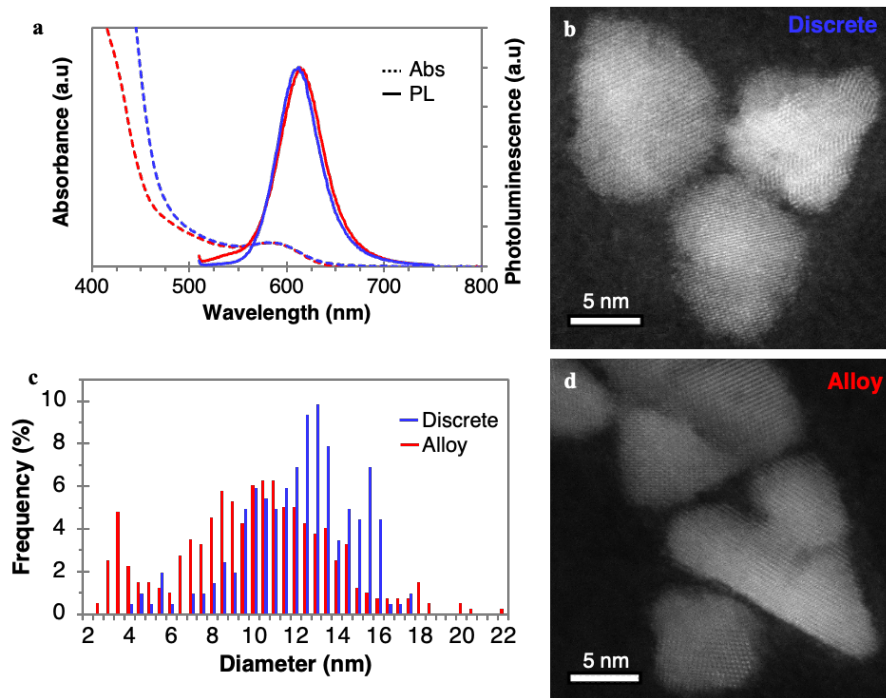 a
Absorbance (a.u)
Photoluminescence (a.u)
Abs
PL
400 500 600 700 800
Wavelength (nm)
b
Discrete
5 nm
c
Frequency (%)
10
8
6
4
2
0
Discrete
Alloy
2 4 6 8 10 12 14 16 18 20 22
Diameter (nm)
d
Alloy
5 nm